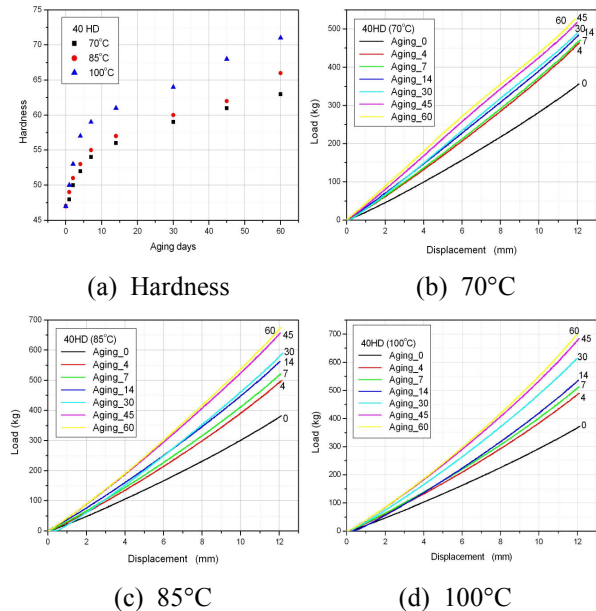 75
70
65
60
55
50
45
Hardness
40 HD
70°C
85°C
100°C
0 10 20 30 40 50 60
Aging days
(a) Hardness
550
500
450
400
350
300
250
200
150
100
50
0
Load (kg)
40HD (70°C)
Aging_0
Aging_4
Aging_7
Aging_14
Aging_30
Aging_45
Aging_60
60 45
30 14
7
4
0
0 2 4 6 8 10 12
Displacement (mm)
(b) 70°C
700
600
500
400
300
200
100
0
Load (kg)
40HD (85°C)
Aging_0
Aging_4
Aging_7
Aging_14
Aging_30
Aging_45
Aging_60
60
45
30
14
7
4
0
0 2 4 6 8 10 12
Displacement (mm)
(c) 85°C
700
600
500
400
300
200
100
0
Load (kg)
40HD (100°C)
Aging_0
Aging_4
Aging_7
Aging_14
Aging_30
Aging_45
Aging_60
60
45
30
14
7
4
0
0 2 4 6 8 10 12
Displacement (mm)
(d) 100°C